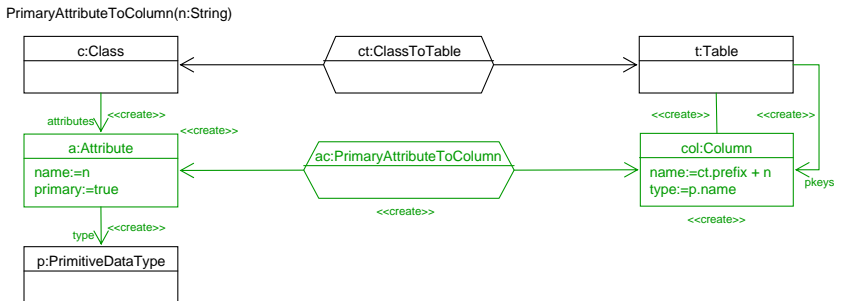 PrimaryAttributeToColumn(n:String)
c:Class
ct:ClassToTable
t:Table
attributes
<<create>>
<<create>>
<<create>>
<<create>>
a:Attribute
name:=n
primary:=true
ac:PrimaryAttributeToColumn
<<create>>
col:Column
name:=ct.prefix + n
type:=p.name
pkeys
<<create>>
type
<<create>>
p:PrimitiveDataType